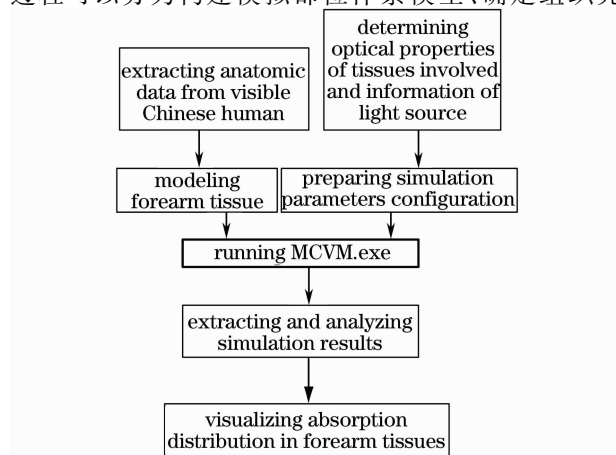 determining
optical properties
of tissues involved
and information of
light source
extracting anatomic
data from visible
Chinese human
modeling
forearm tissue
preparing simulation
parameters configuration
running MCVM.exe
extracting and analyzing
simulation results
visualizing absorption
distribution in forearm tissues